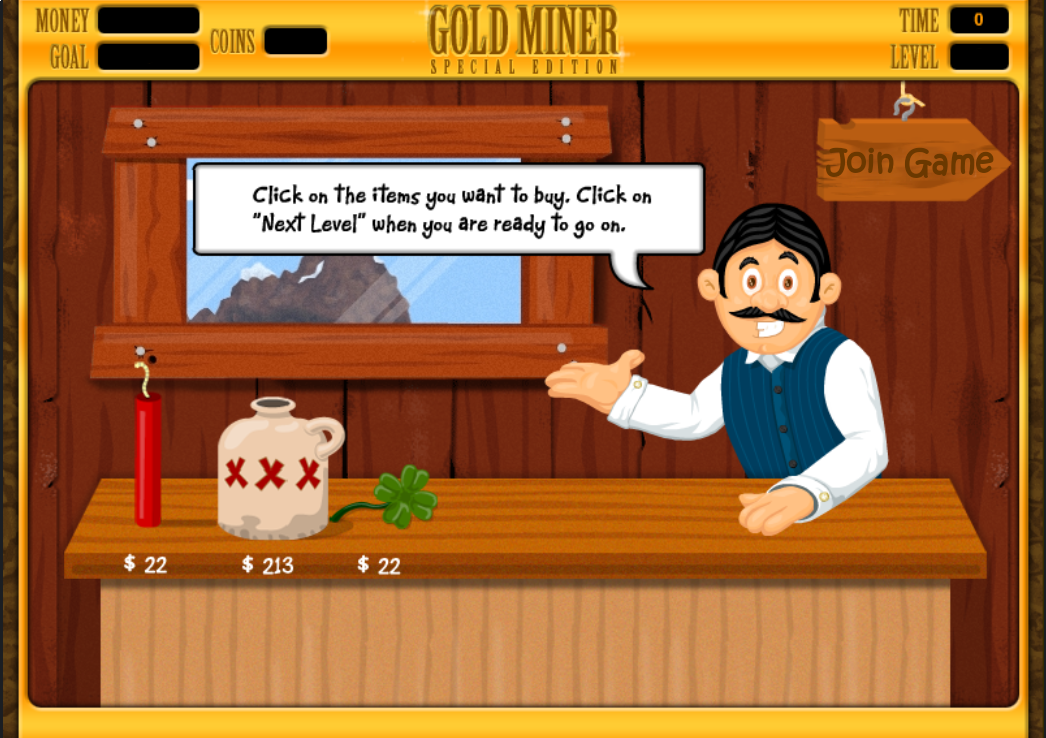 MONEY
GOAL
COINS
GOLD MINER
SPECIAL EDITION
TIME 0
LEVEL
Join Game
Click on the items you want to buy. Click on
"Next Level" when you are ready to go on.
XXX
$ 22 $ 213 $ 22